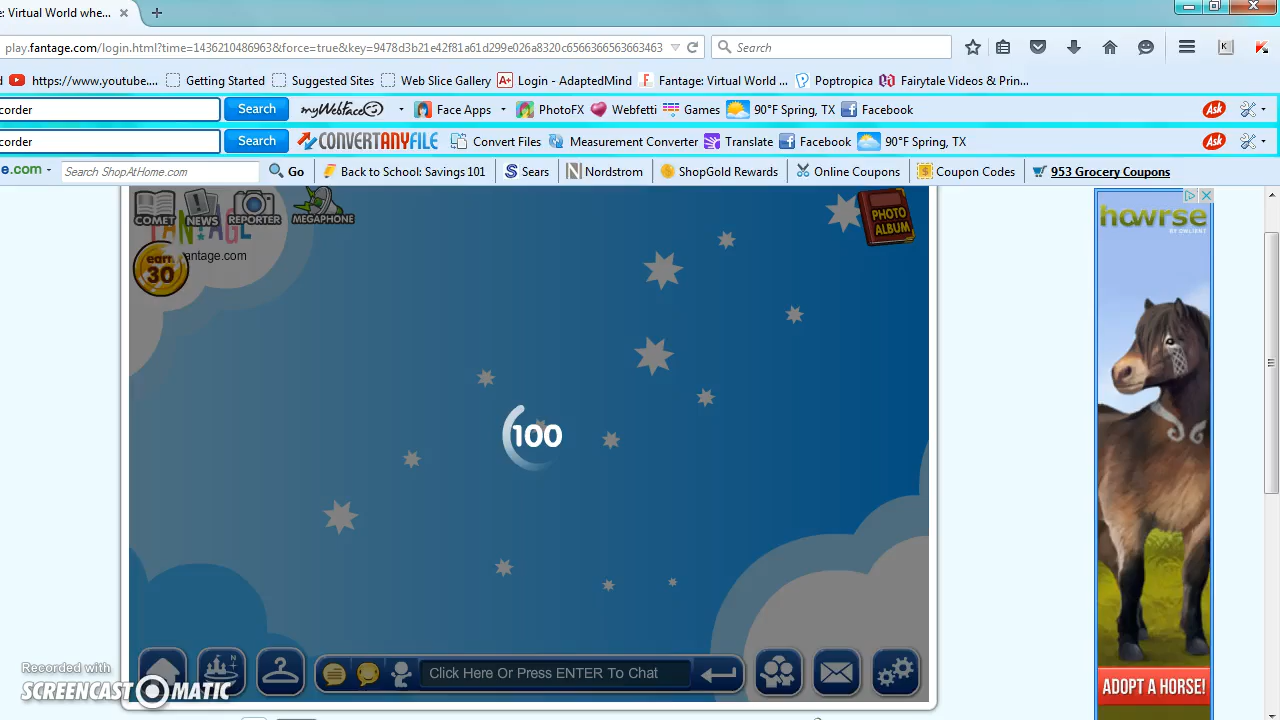 : Virtual World whe... × +
play.fantage.com/login.html?time=1436210486963&force=true&key=9478d3b21e42f81a61d299e026a8320c6566366563663463 Search
https://www.youtube.... Getting Started Suggested Sites Web Slice Gallery A+ Login - AdaptedMind F Fantage: Virtual World ... Poptropica Fairytale Videos & Prin...
corder Search myWebface Face Apps PhotoFX Webfetti Games 90°F Spring, TX Facebook Ask
corder Search CONVERTANYFILE Convert Files Measurement Converter Translate Facebook 90°F Spring, TX Ask
e.com Search ShopAtHome.com Go Back to School: Savings 101 Sears Nordstrom ShopGold Rewards Online Coupons Coupon Codes 953 Grocery Coupons
COMET NEWS REPORTER MEGAPHONE
PHOTO ALBUM
FANTAGE
antage.com
earn 30
100
Click Here Or Press ENTER To Chat
howrse
BY OWLIENT
ADOPT A HORSE!
Recorded with
SCREENCAST MATIC